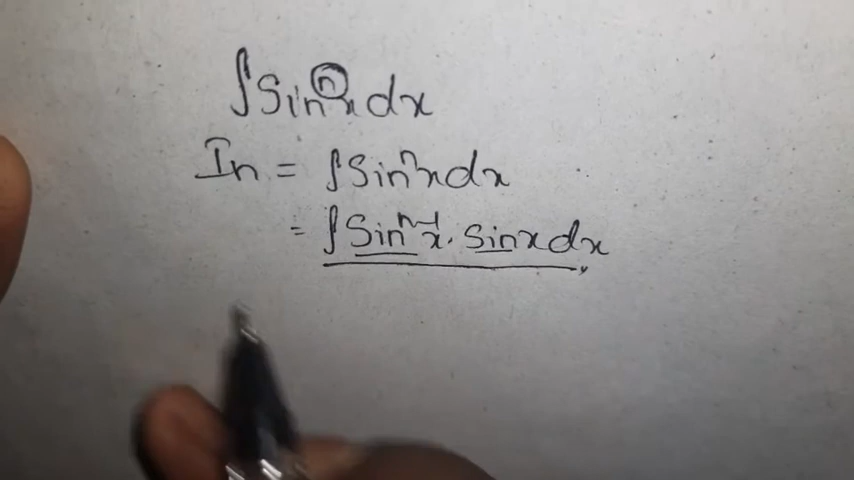 ∫Sinⁿx dx
In = ∫Sinⁿx dx
= ∫Sinⁿ⁻¹x. Sinx dx